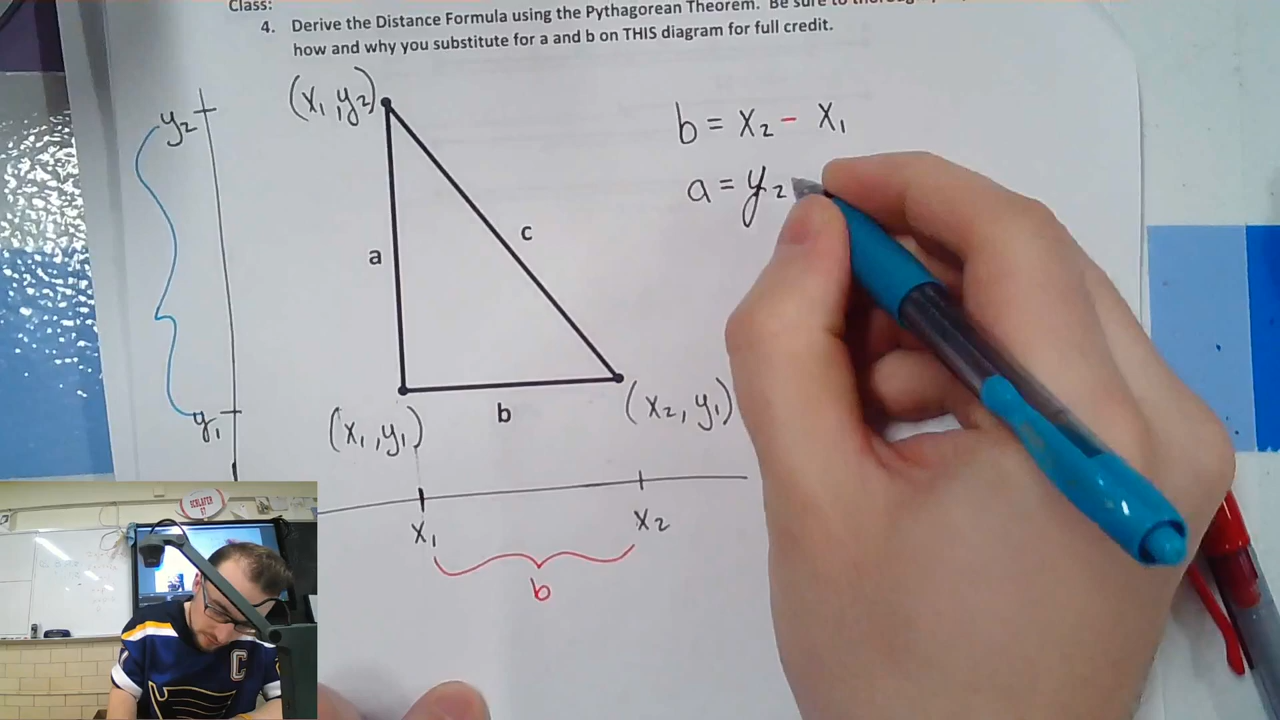 Class:
4. Derive the Distance Formula using the Pythagorean Theorem. Be sure to
how and why you substitute for a and b on THIS diagram for full credit.
(x₁,y₂)
b = x₂ - x₁
y₂
a = y₂
c
a
b
(x₂,y₁)
y₁
(x₁,y₁)
x₁
x₂
b
C